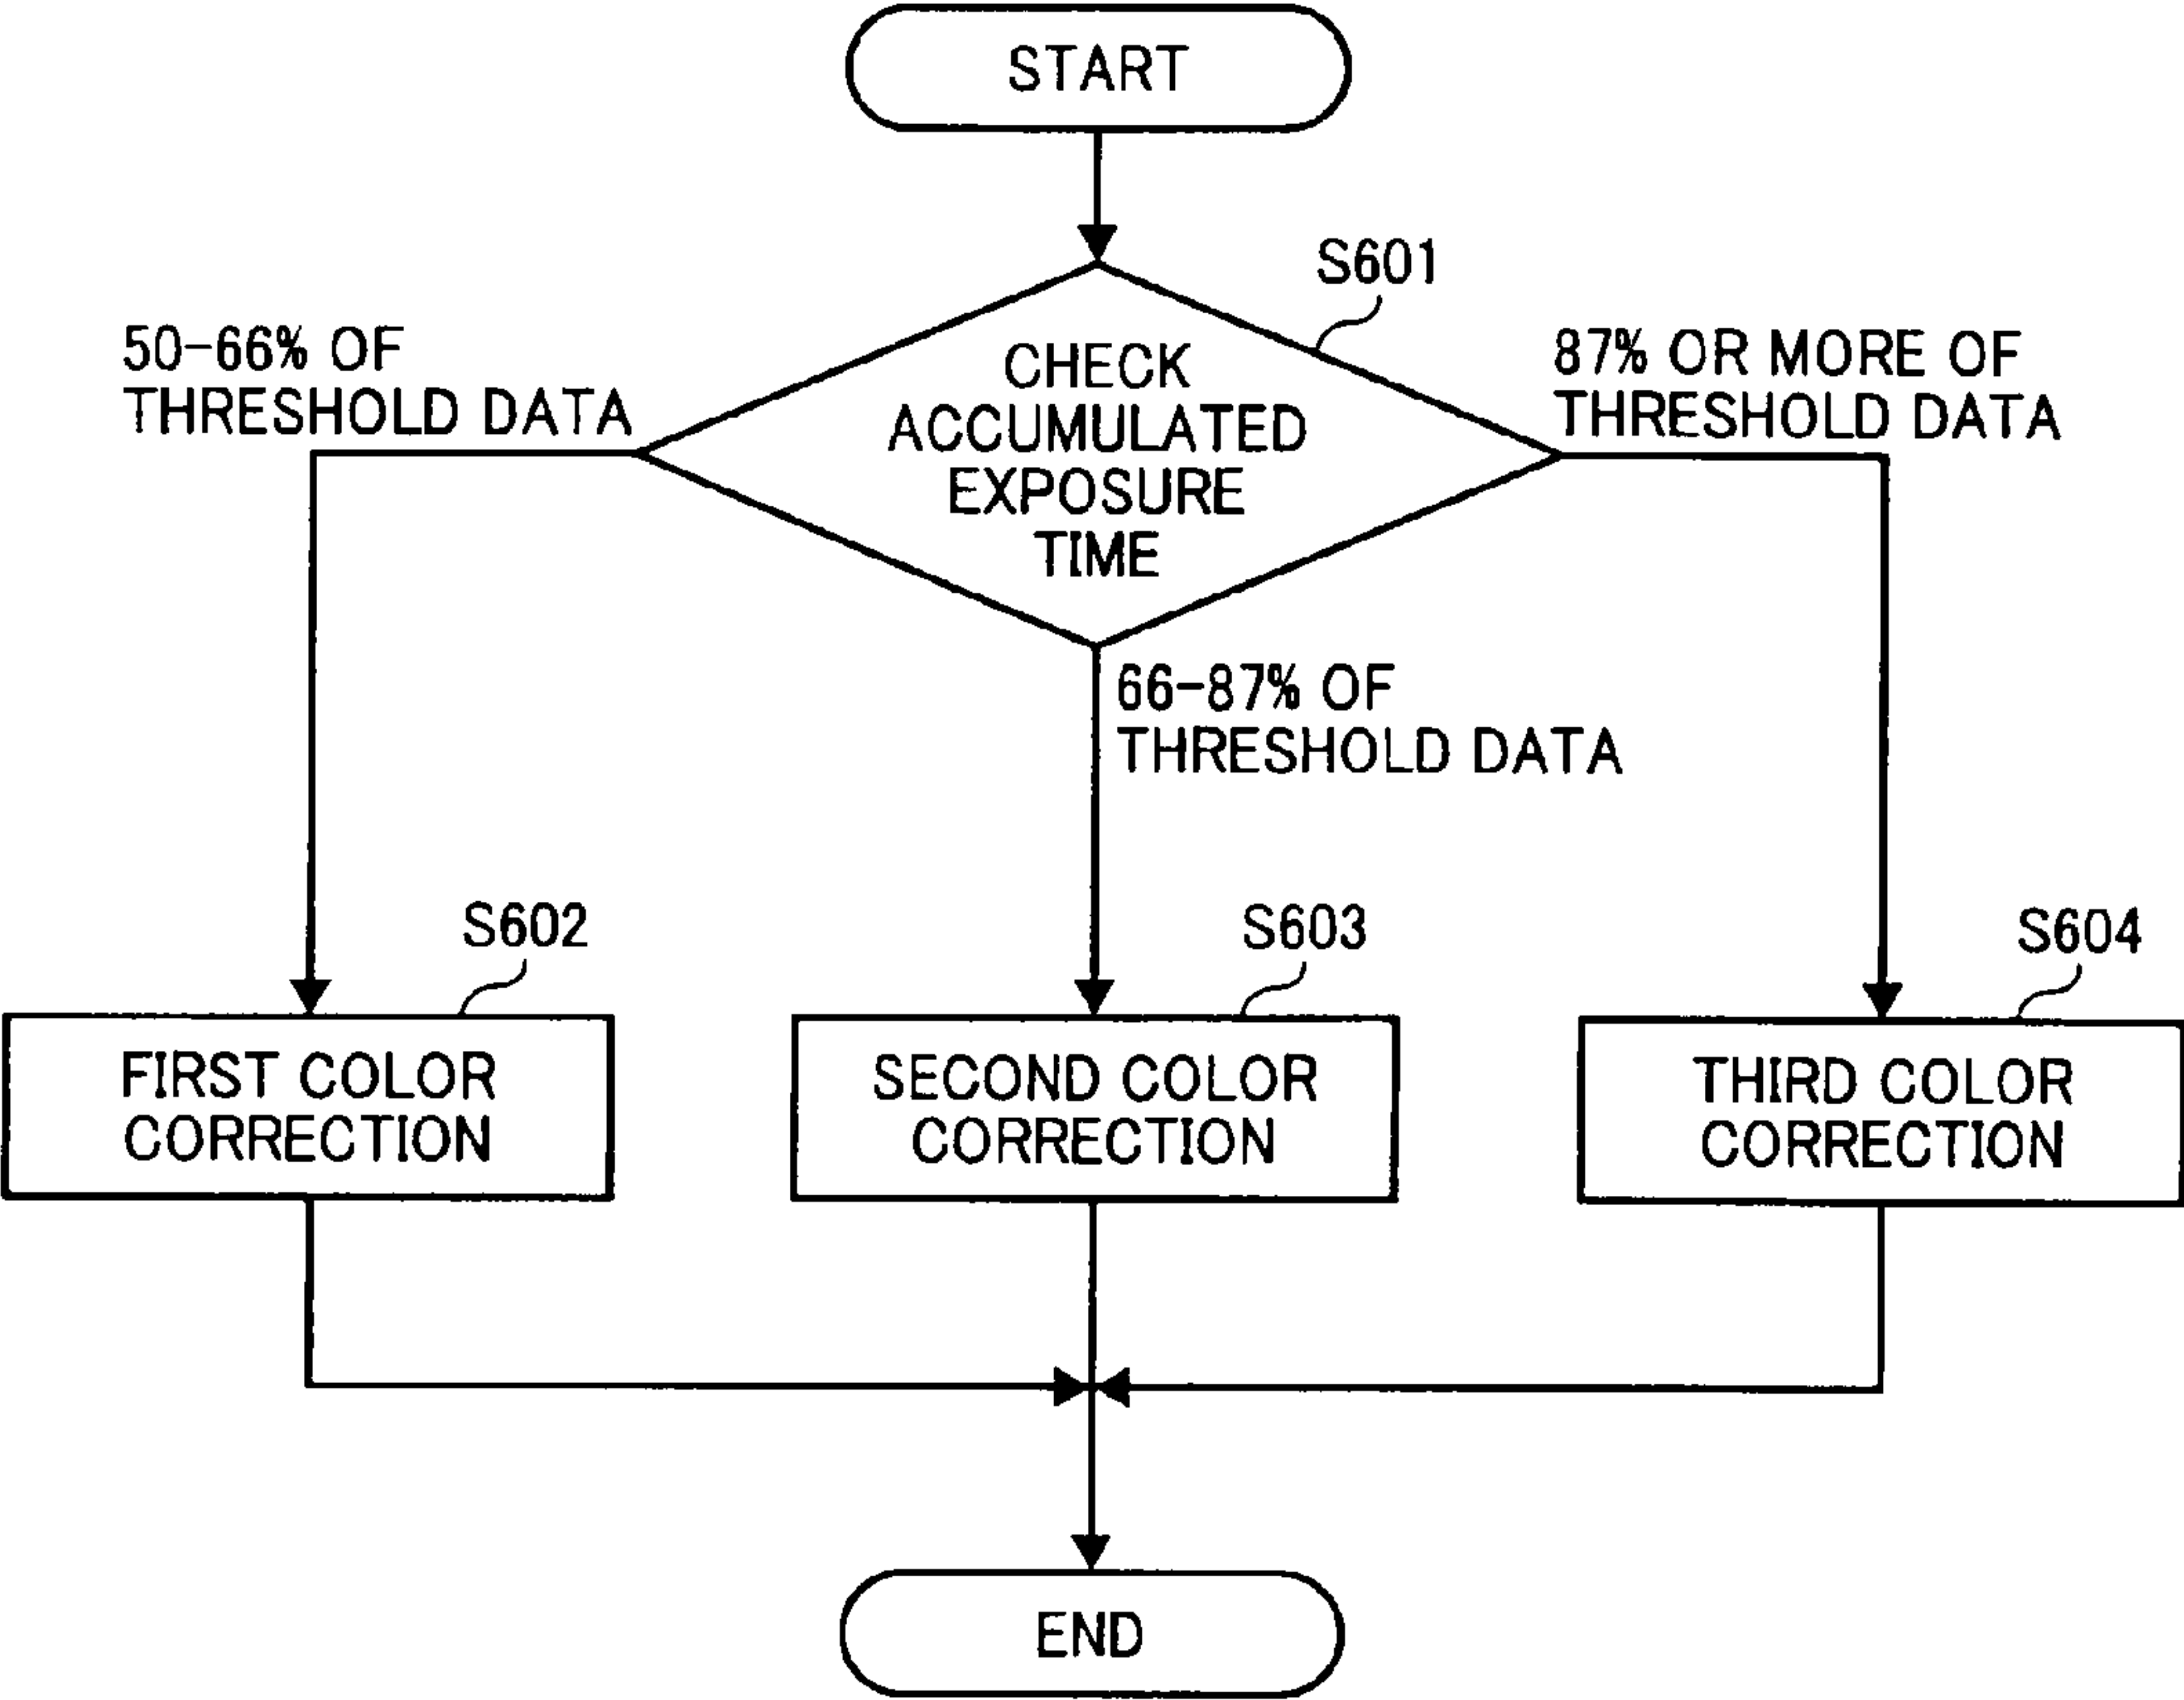 START
S601
50-66% OF
THRESHOLD DATA
CHECK
ACCUMULATED
EXPOSURE
TIME
87% OR MORE OF
THRESHOLD DATA
66-87% OF
THRESHOLD DATA
S602
S603
S604
FIRST COLOR
CORRECTION
SECOND COLOR
CORRECTION
THIRD COLOR
CORRECTION
END